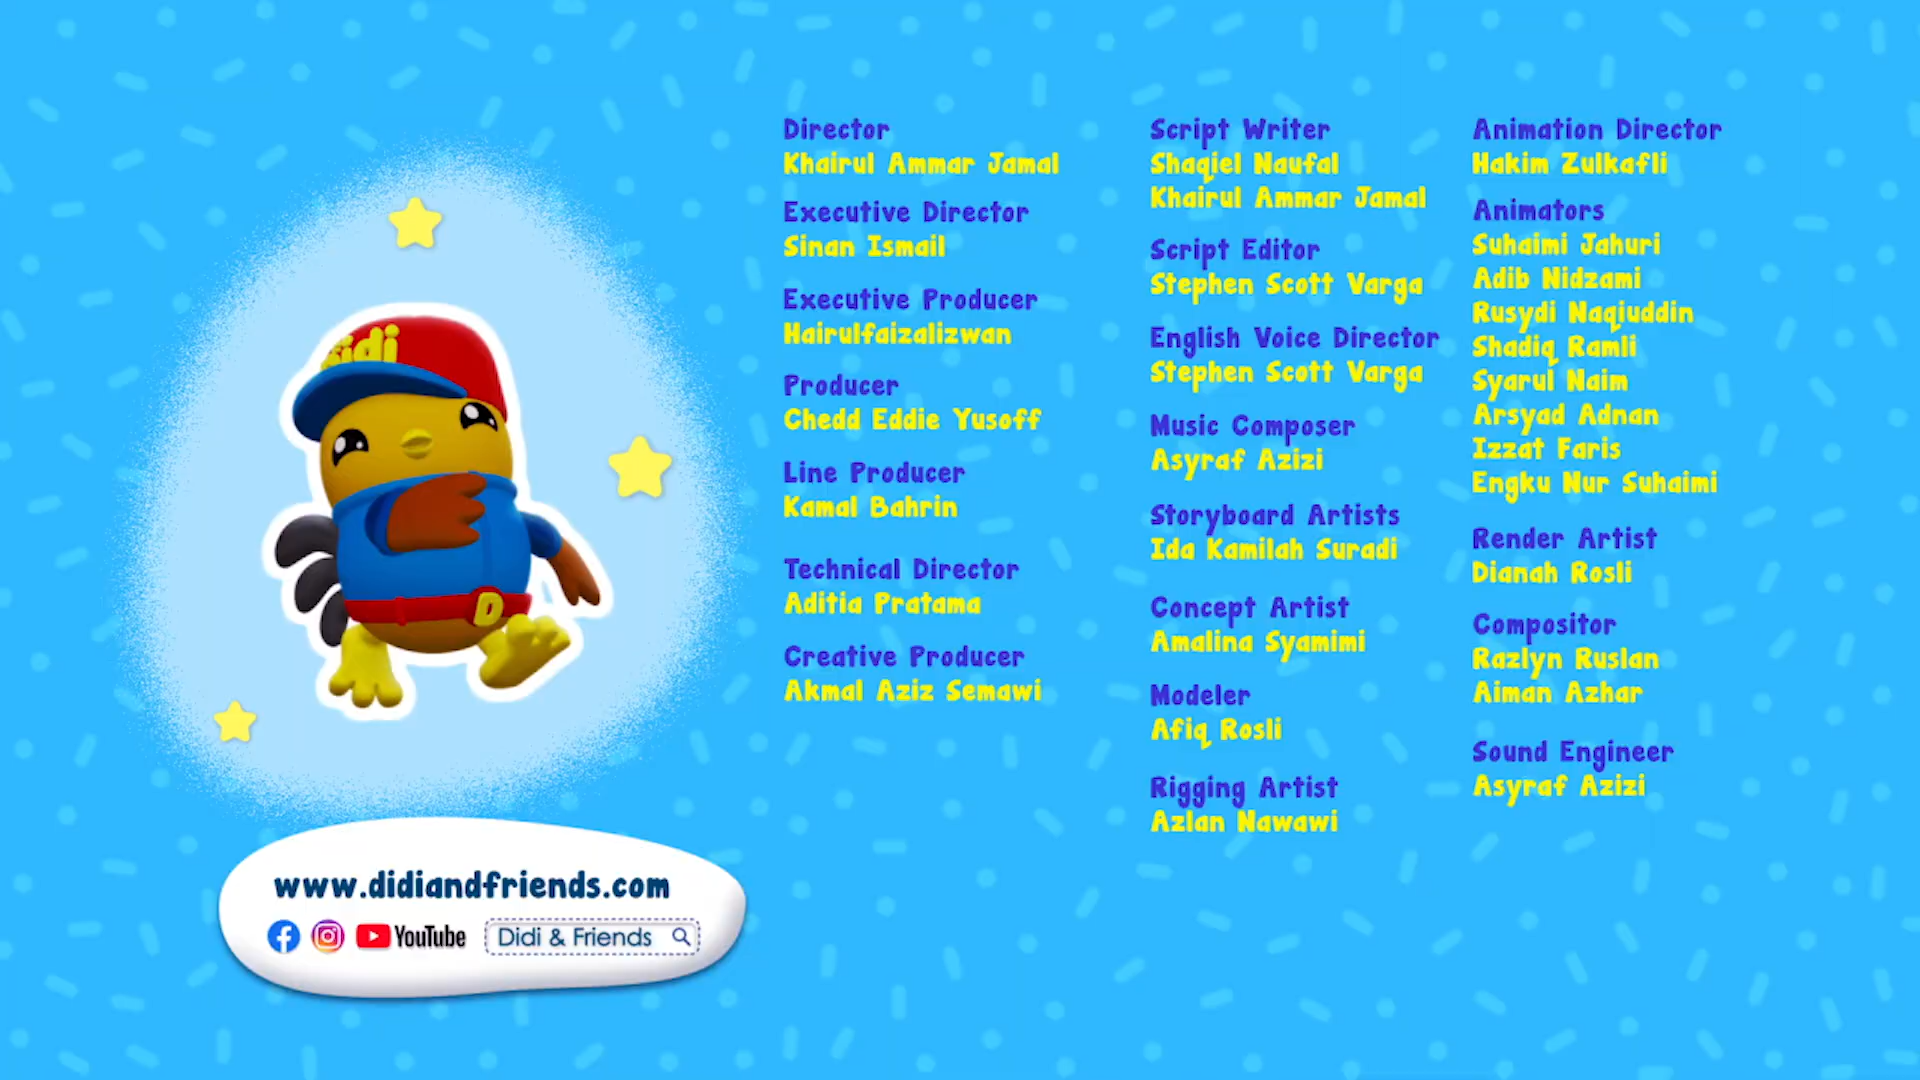 Didi
D
www.didiandfriends.com
YouTube
Didi & Friends
Director
Khairul Ammar Jamal
Executive Director
Sinan Ismail
Executive Producer
Hairulfaizalizwan
Producer
Chedd Eddie Yusoff
Line Producer
Kamal Bahrin
Technical Director
Aditia Pratama
Creative Producer
Akmal Aziz Semawi
Script Writer
Shaqiel Naufal
Khairul Ammar Jamal
Script Editor
Stephen Scott Varga
English Voice Director
Stephen Scott Varga
Music Composer
Asyraf Azizi
Storyboard Artists
Ida Kamilah Suradi
Concept Artist
Amalina Syamimi
Modeler
Afiq Rosli
Rigging Artist
Azlan Nawawi
Animation Director
Hakim Zulkafli
Animators
Suhaimi Jahuri
Adib Nidzami
Rusydi Naqiuddin
Shadiq Ramli
Syarul Naim
Arsyad Adnan
Izzat Faris
Engku Nur Suhaimi
Render Artist
Dianah Rosli
Compositor
Razlyn Ruslan
Aiman Azhar
Sound Engineer
Asyraf Azizi